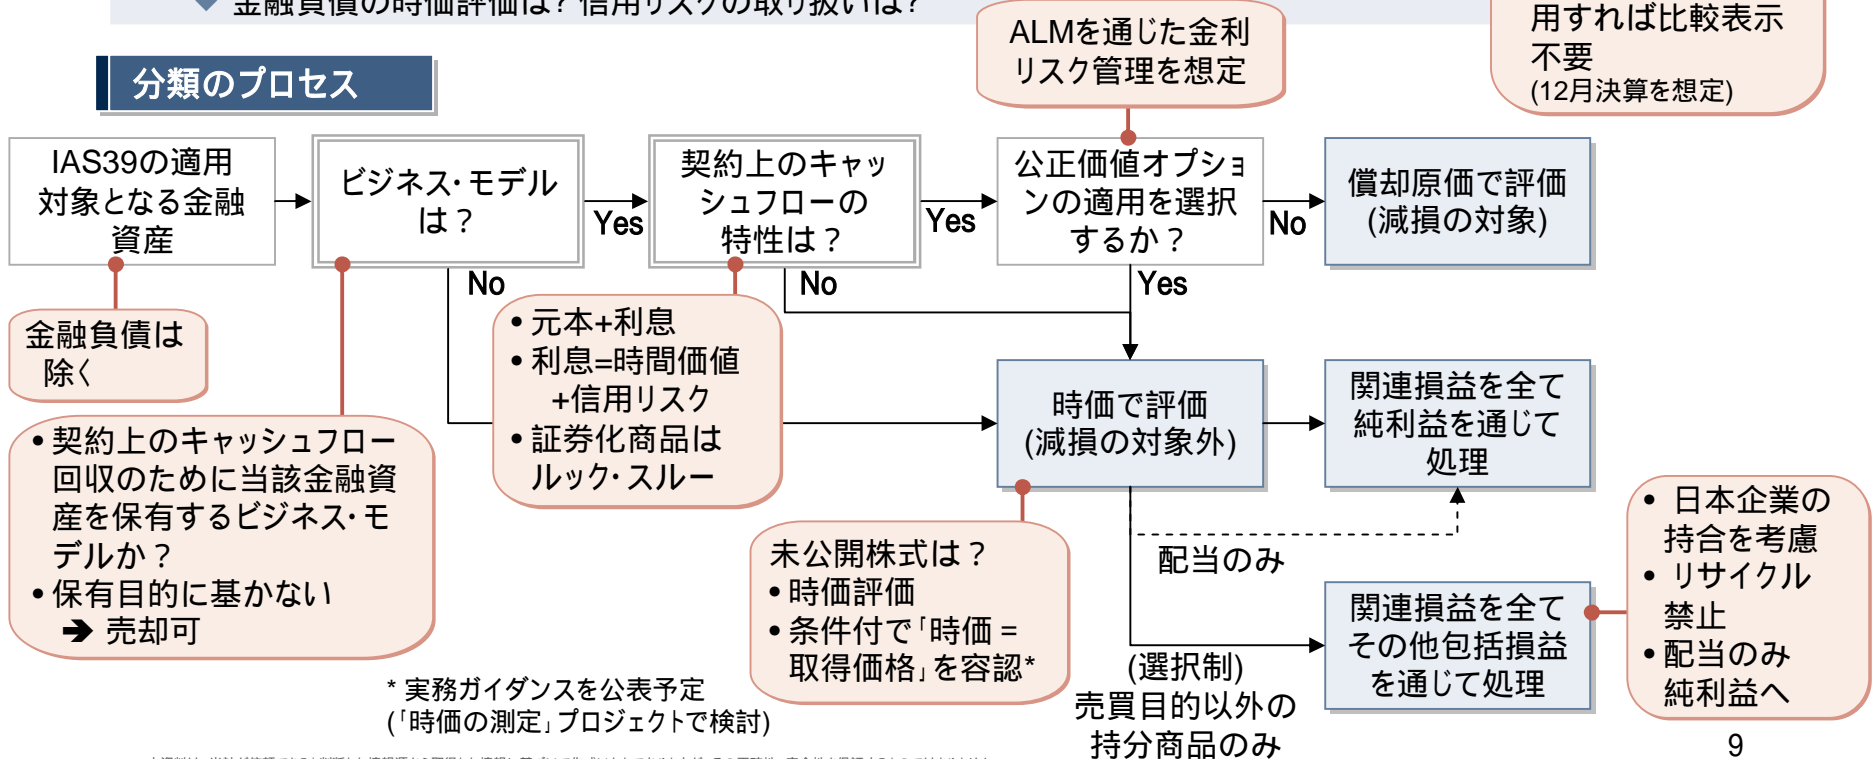 ◆ 金融負債の時価評価は? 信用リスクの取り扱いは?
用すれば比較表示
不要
(12月決算を想定)
ALMを通じた金利
リスク管理を想定
分類のプロセス
IAS39の適用
対象となる金融
資産
ビジネス・モデル
は？
Yes
契約上のキャッ
シュフローの
特性は？
Yes
公正価値オプショ
ンの適用を選択
するか？
No
償却原価で評価
(減損の対象)
No
No
Yes
金融負債は
除く
• 元本+利息
• 利息=時間価値
+信用リスク
• 証券化商品は
ルック・スルー
時価で評価
(減損の対象外)
関連損益を全て
純利益を通じて
処理
• 契約上のキャッシュフロー
回収のために当該金融資
産を保有するビジネス・モ
デルか？
• 保有目的に基かない
➔ 売却可
未公開株式は？
• 時価評価
• 条件付で「時価 =
取得価格」を容認*
配当のみ
関連損益を全て
その他包括損益
を通じて処理
• 日本企業の
持合を考慮
• リサイクル
禁止
• 配当のみ
純利益へ
(選択制)
売買目的以外の
持分商品のみ
* 実務ガイダンスを公表予定
(「時価の測定」プロジェクトで検討)
9